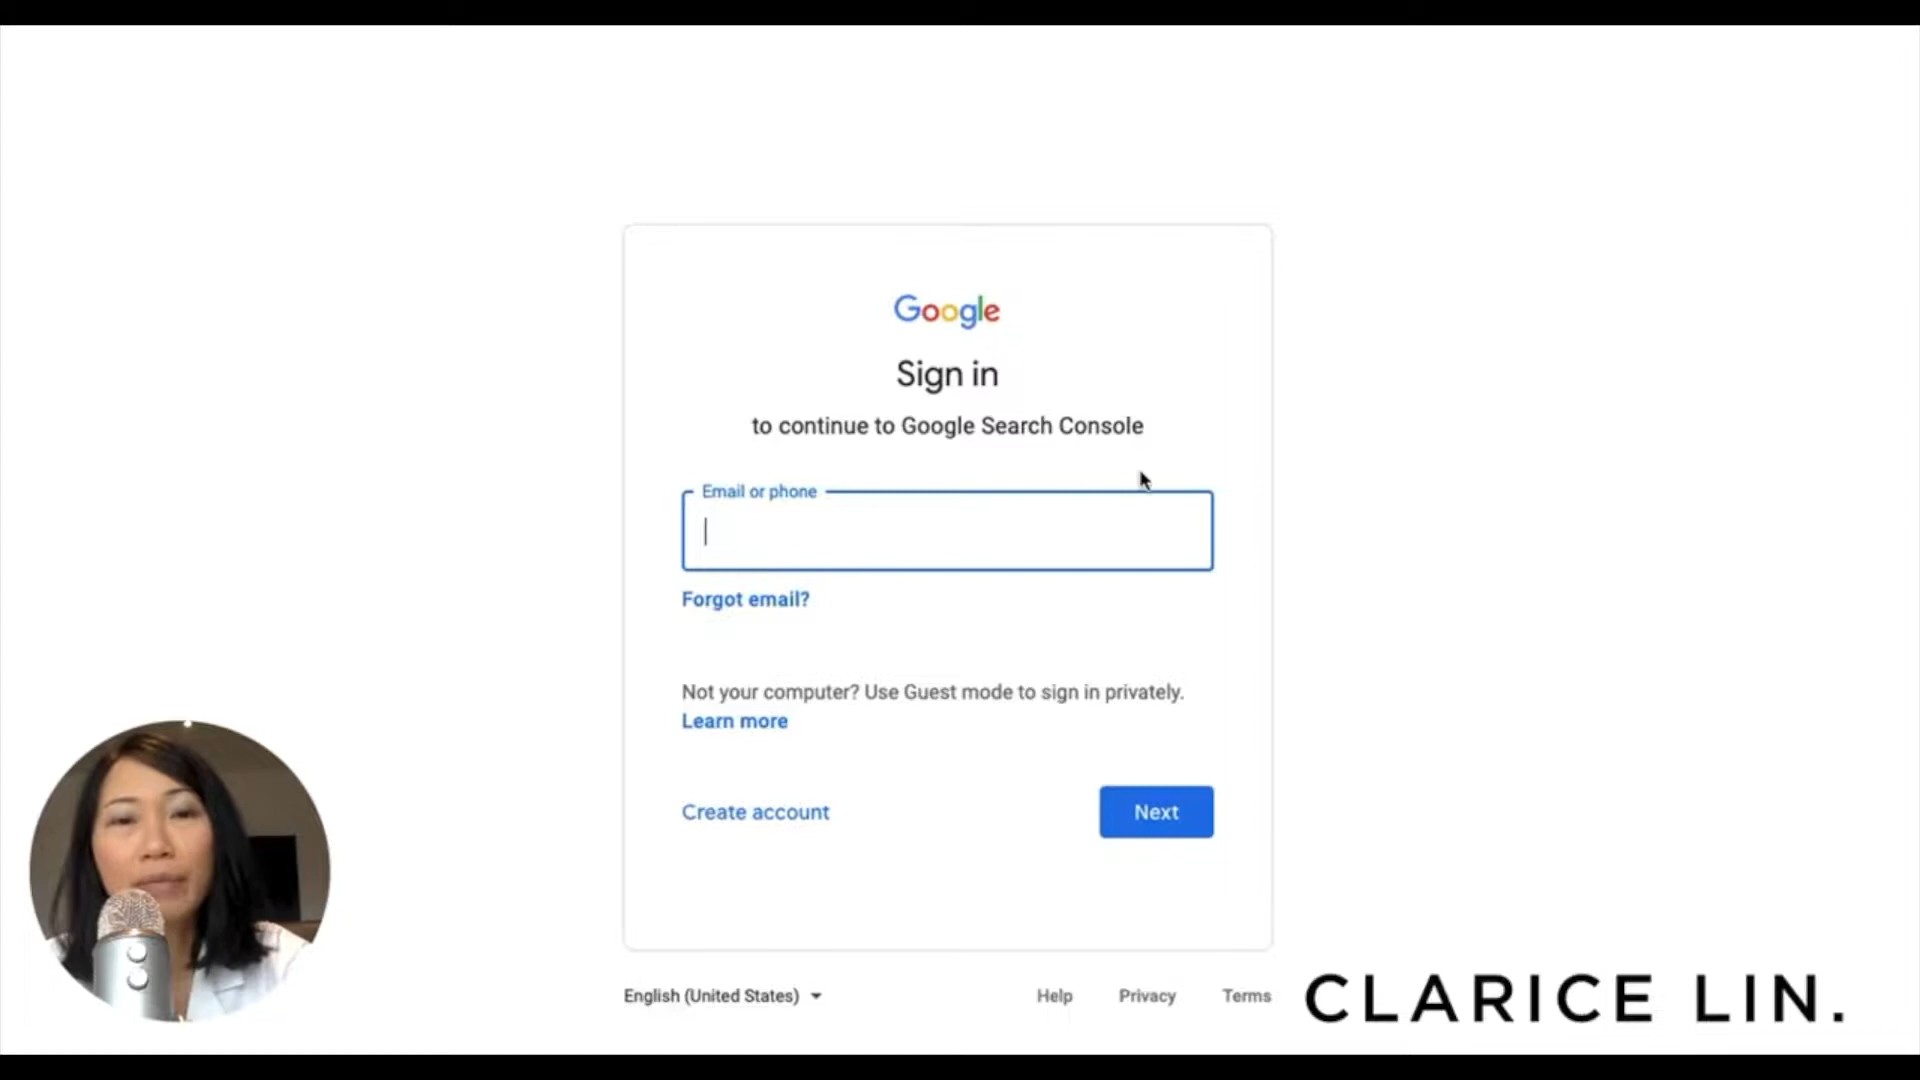 Google
Sign in
to continue to Google Search Console
Email or phone
Forgot email?
Not your computer? Use Guest mode to sign in privately.
Learn more
Create account
Next
English (United States)
Help
Privacy
Terms
CLARICE LIN.